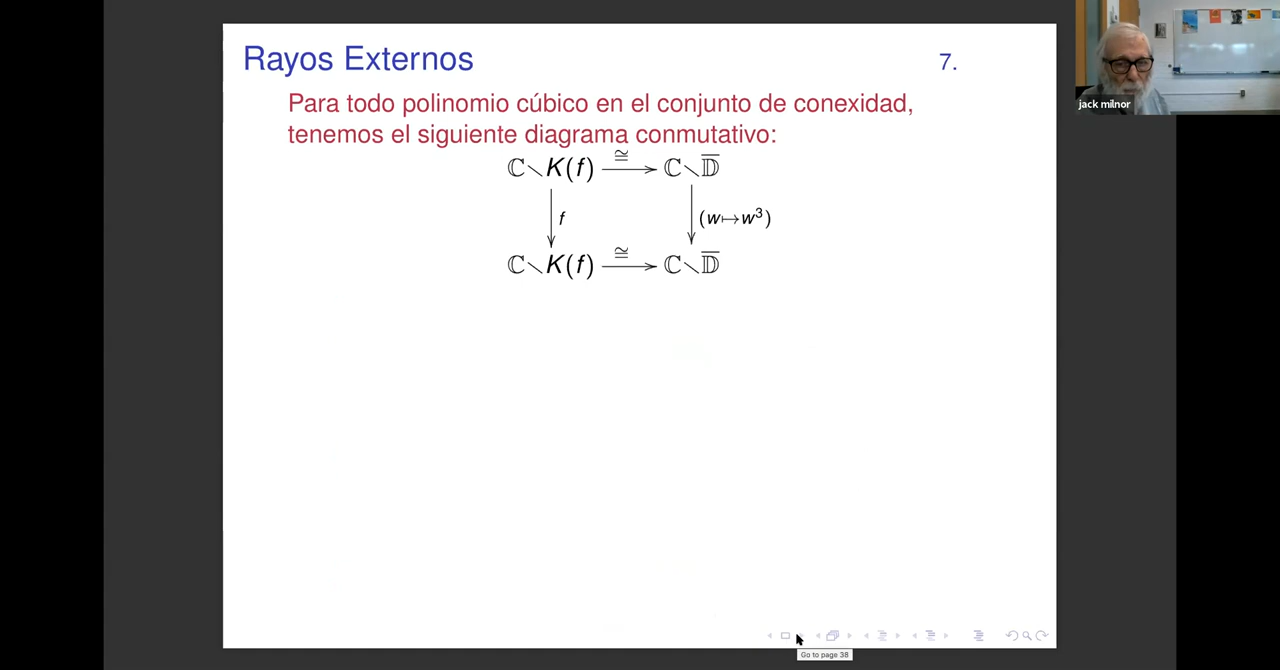 Rayos Externos
7.
Para todo polinomio cúbico en el conjunto de conexidad,
tenemos el siguiente diagrama conmutativo:
ℂ∖K(f) ≅ ℂ∖𝔻̅
f (w↦w³)
ℂ∖K(f) ≅ ℂ∖𝔻̅
jack milnor
Go to page 38